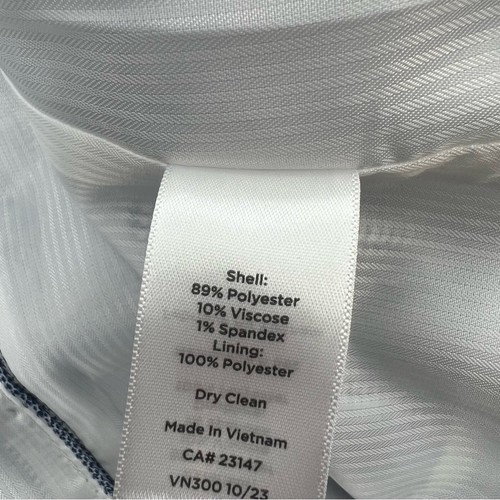 Shell:
89% Polyester
10% Viscose
1% Spandex
Lining:
100% Polyester
Dry Clean
Made In Vietnam
CA# 23147
VN300 10/23